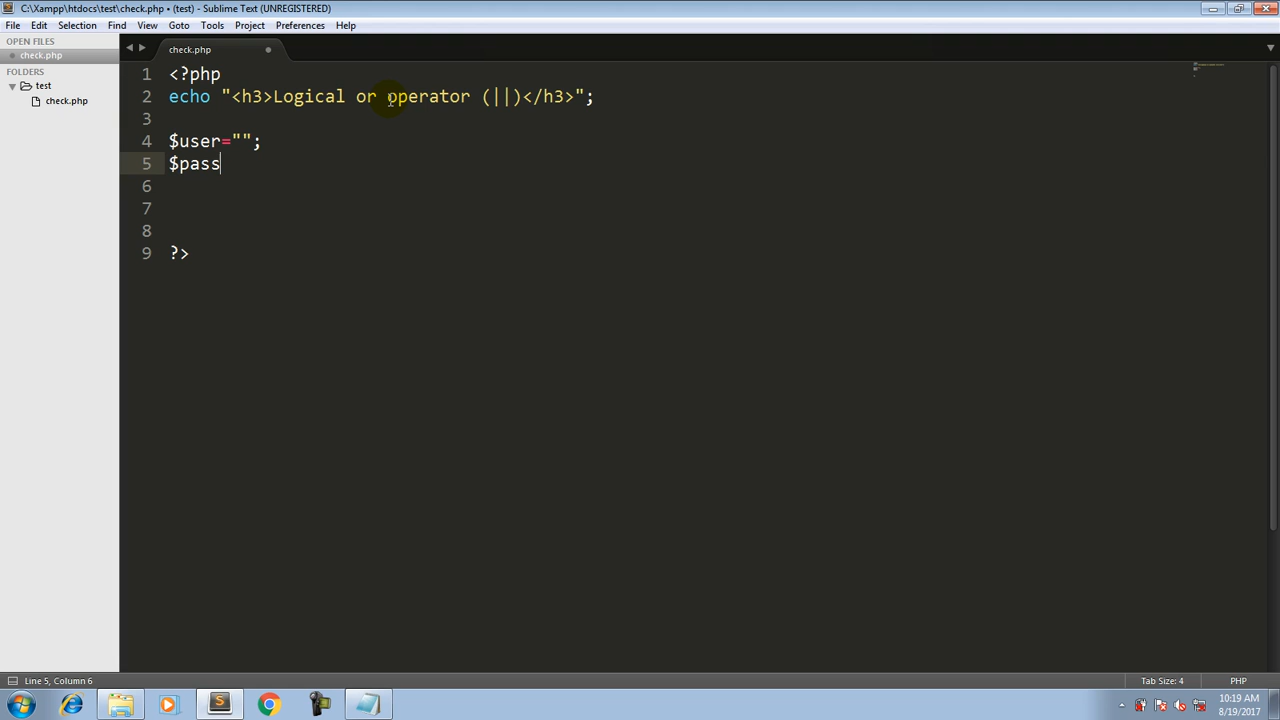 C:\Xampp\htdocs\test\check.php • (test) - Sublime Text (UNREGISTERED)
File Edit Selection Find View Goto Tools Project Preferences Help
OPEN FILES
check.php
FOLDERS
test
check.php
check.php
1 <?php
2 echo "<h3>Logical or operator (||)</h3>";
3
4 $user="";
5 $pass
6
7
8
9 ?>
Line 5, Column 6
Tab Size: 4
PHP
10:19 AM
8/19/2017